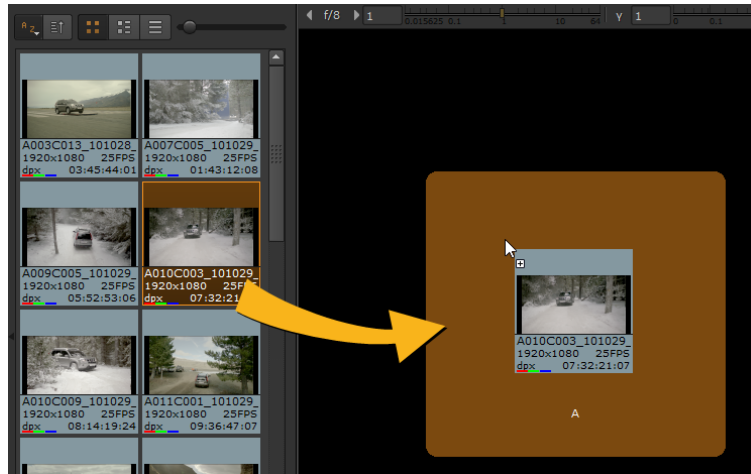 f/8 1 0.015625 0.1 1 10 64 γ 1 0 0.1
A003C013_101028_
1920x1080 25FPS
dpx 03:45:44:01
A007C005_101029_
1920x1080 25FPS
dpx 01:43:12:08
A009C005_101029_
1920x1080 25FPS
dpx 05:52:53:06
A010C003_101029_
1920x1080 25FPS
dpx 07:32:21
A010C009_101029_
1920x1080 25FPS
dpx 08:14:19:24
A011C001_101029_
1920x1080 25FPS
dpx 09:36:47:07
A010C003_101029_
1920x1080 25FPS
dpx 07:32:21:07
A